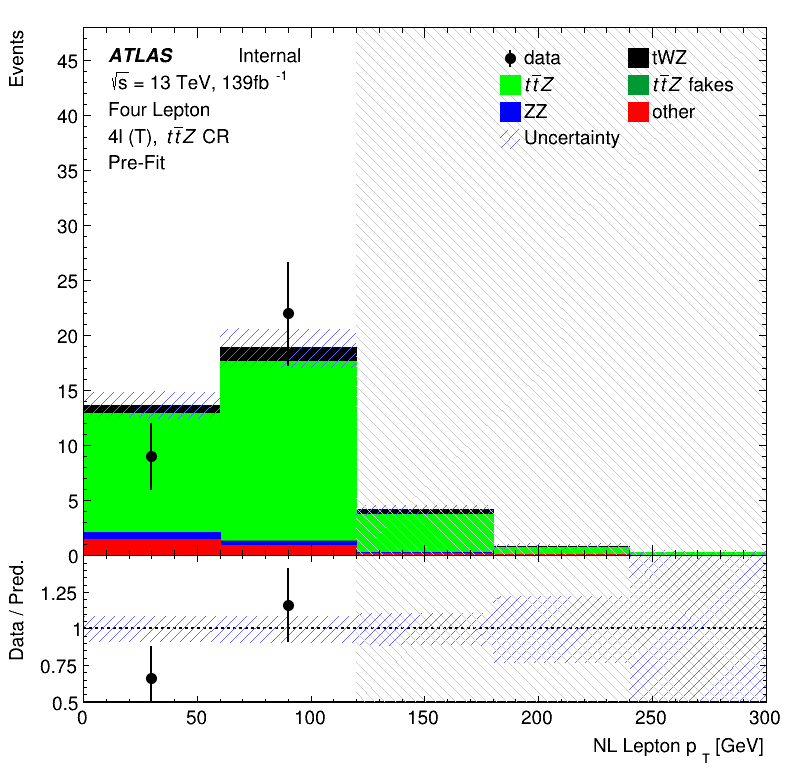 Events
45
40
35
30
25
20
15
10
5
0
ATLAS Internal
√s = 13 TeV, 139fb⁻¹
Four Lepton
4l (T), tt̄Z CR
Pre-Fit
data tWZ
tt̄Z tt̄Z fakes
ZZ other
Uncertainty
Data / Pred.
1.25
1
0.75
0.5
0 50 100 150 200 250 300
NL Lepton p_T [GeV]